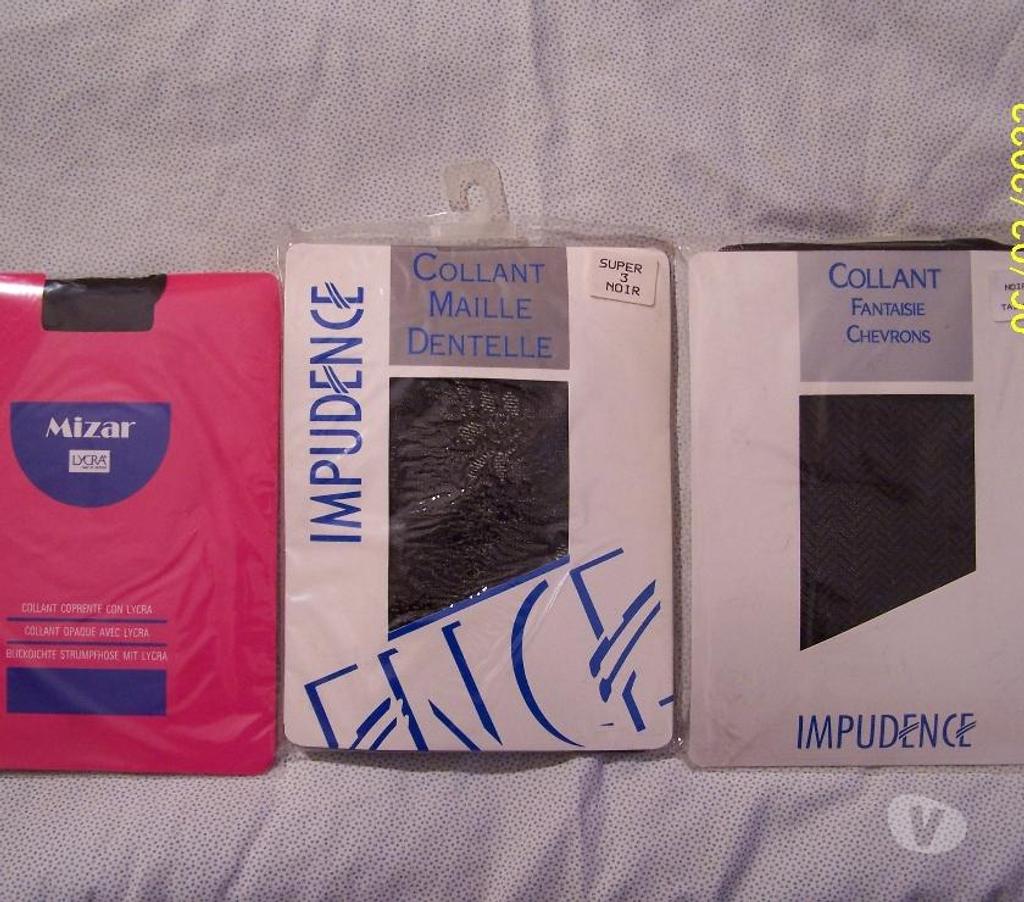 Mizar
LYCRA
COLLANT COPRENTE CON LYCRA
COLLANT OPAQUE AVEC LYCRA
BLICKDICHTE STRUMPFHOSE MIT LYCRA
IMPUDENCE
COLLANT
MAILLE
DENTELLE
SUPER
3
NOIR
ENCE
COLLANT
FANTAISIE
CHEVRONS
IMPUDENCE
V